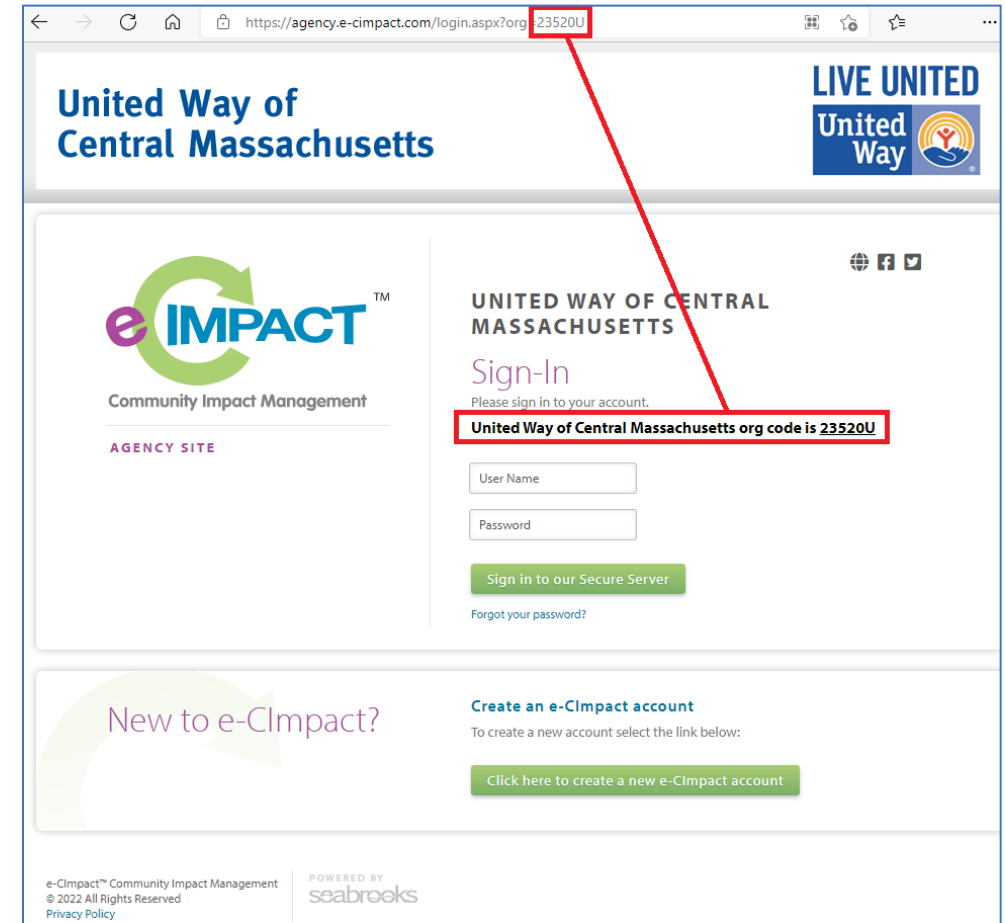 https://agency.e-cimpact.com/login.aspx?org=23520U
United Way of
Central Massachusetts
LIVE UNITED
United
Way
e IMPACT ™
Community Impact Management
AGENCY SITE
UNITED WAY OF CENTRAL
MASSACHUSETTS
Sign-In
Please sign in to your account.
United Way of Central Massachusetts org code is 23520U
User Name
Password
Sign in to our Secure Server
Forgot your password?
New to e-CImpact?
Create an e-CImpact account
To create a new account select the link below:
Click here to create a new e-CImpact account
e-CImpact™ Community Impact Management
© 2022 All Rights Reserved
Privacy Policy
POWERED BY
seabrooks